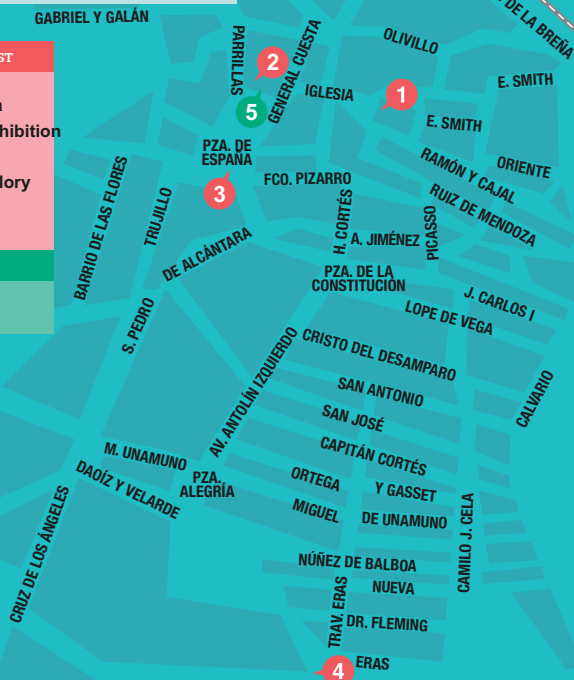 GABRIEL Y GALÁN
DE LA BREÑA
PARRILLAS
GENERAL CUESTA
OLIVILLO
2
IGLESIA
1
E. SMITH
5
E. SMITH
hibition
PZA. DE
ESPAÑA
RAMÓN Y CAJAL
ORIENTE
3
FCO. PIZARRO
RUIZ DE MENDOZA
BARRIO DE LAS FLORES
TRUJILLO
H. CORTÉS
A. JIMÉNEZ
PICASSO
DE ALCÁNTARA
S. PEDRO
PZA. DE LA
CONSTITUCIÓN
J. CARLOS I
LOPE DE VEGA
AV. ANTOLÍN IZQUIERDO
CRISTO DEL DESAMPARO
SAN ANTONIO
CALVARIO
SAN JOSÉ
CAPITÁN CORTÉS
M. UNAMUNO
DAOÍZ Y VELARDE
PZA.
ALEGRÍA
ORTEGA Y GASSET
MIGUEL DE UNAMUNO
CAMILO J. CELA
CRUZ DE LOS ÁNGELES
NÚÑEZ DE BALBOA
NUEVA
TRAV. ERAS
DR. FLEMING
4
ERAS